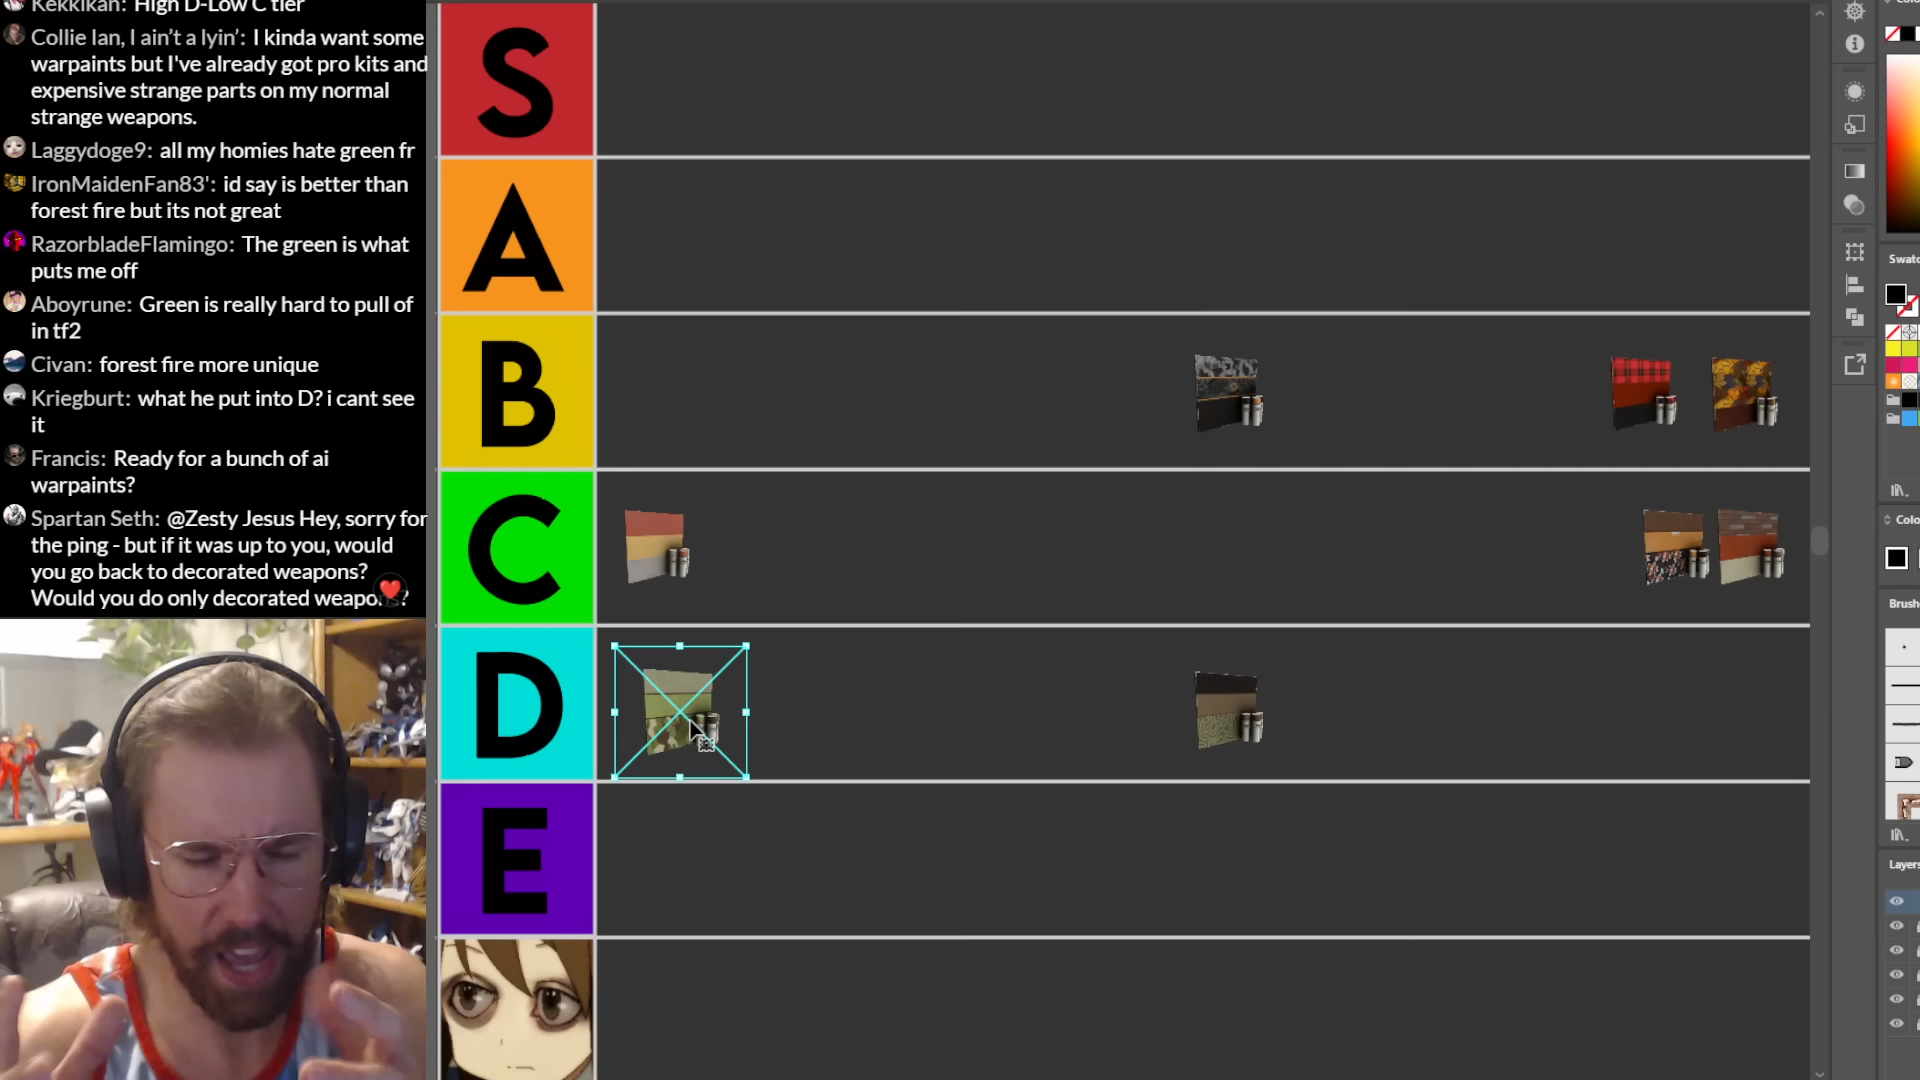 Kekkikan: High D-Low C tier
Collie Ian, I ain't a lyin': I kinda want some
warpaints but I've already got pro kits and
expensive strange parts on my normal
strange weapons.
Laggydoge9: all my homies hate green fr
IronMaidenFan83': id say is better than
forest fire but its not great
RazorbladeFlamingo: The green is what
puts me off
Aboyrune: Green is really hard to pull of
in tf2
Civan: forest fire more unique
Kriegburt: what he put into D? i cant see
it
Francis: Ready for a bunch of ai
warpaints?
Spartan Seth: @Zesty Jesus Hey, sorry for
the ping - but if it was up to you, would
you go back to decorated weapons?
Would you do only decorated weapons?
S
A
B
C
D
E
Swatc
Colo
Brush
Layers